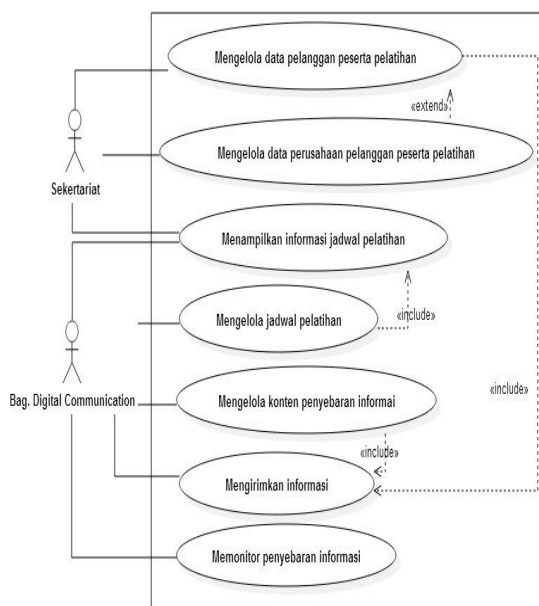 Mengelola data pelanggan peserta pelatihan
«extend»
Mengelola data perusahaan pelanggan peserta pelatihan
Sekertariat
Menampilkan informasi jadwal pelatihan
«include»
Mengelola jadwal pelatihan
«include»
Bag. Digital Communication
Mengelola konten penyebaran informai
«include»
Mengirimkan informasi
Memonitor penyebaran informasi